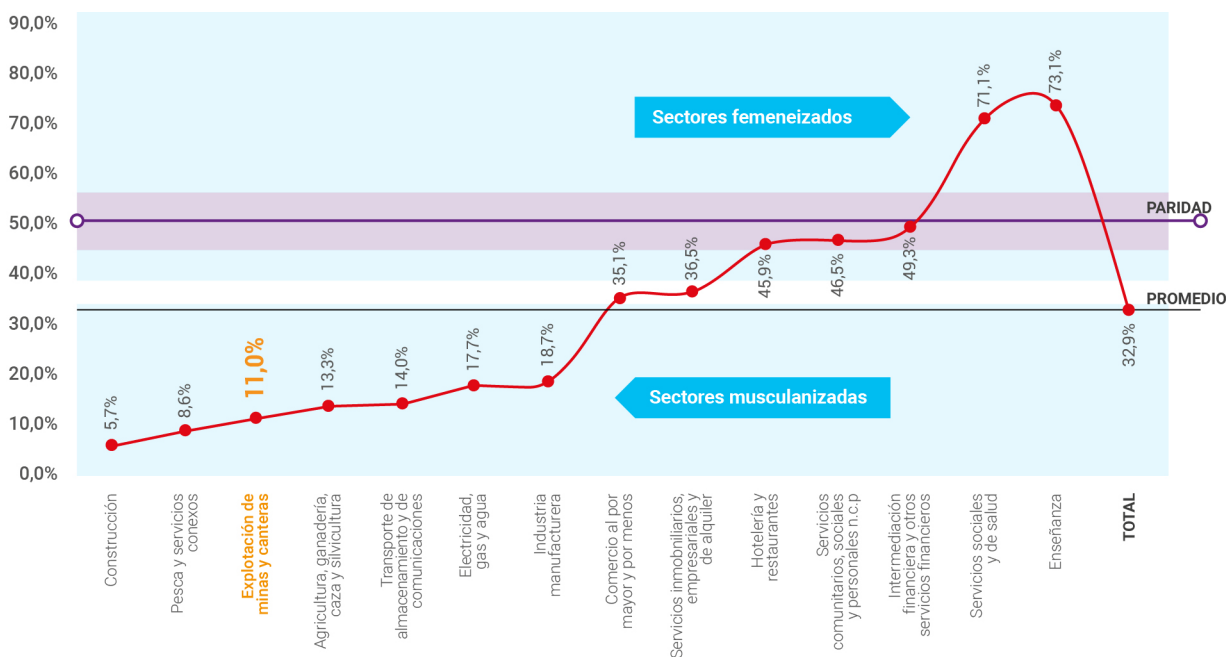 90,0%
80,0%
70,0%
60,0%
50,0%
40,0%
30,0%
20,0%
10,0%
0,0%
Sectores femeneizados
Sectores musculanizadas
PARIDAD
PROMEDIO
5,7%
8,6%
11,0%
13,3%
14,0%
17,7%
18,7%
35,1%
36,5%
45,9%
46,5%
49,3%
71,1%
73,1%
32,9%
Construcción
Pesca y servicios
conexos
Explotación de
minas y canteras
Agricultura, ganadería,
caza y silvicultura
Transporte de
almacenamiento y de
comunicaciones
Electricidad,
gas y agua
Industria
manufacturera
Comercio al por
mayor y por menos
Servicios inmobniliarios,
empresariales y
de alquiler
Hotelería y
restaurantes
Servicios
comunitarios, sociales
y personales n.c.p
Intermediación
financiera y otros
servicios financieros
Servicios sociales
y de salud
Enseñanza
TOTAL